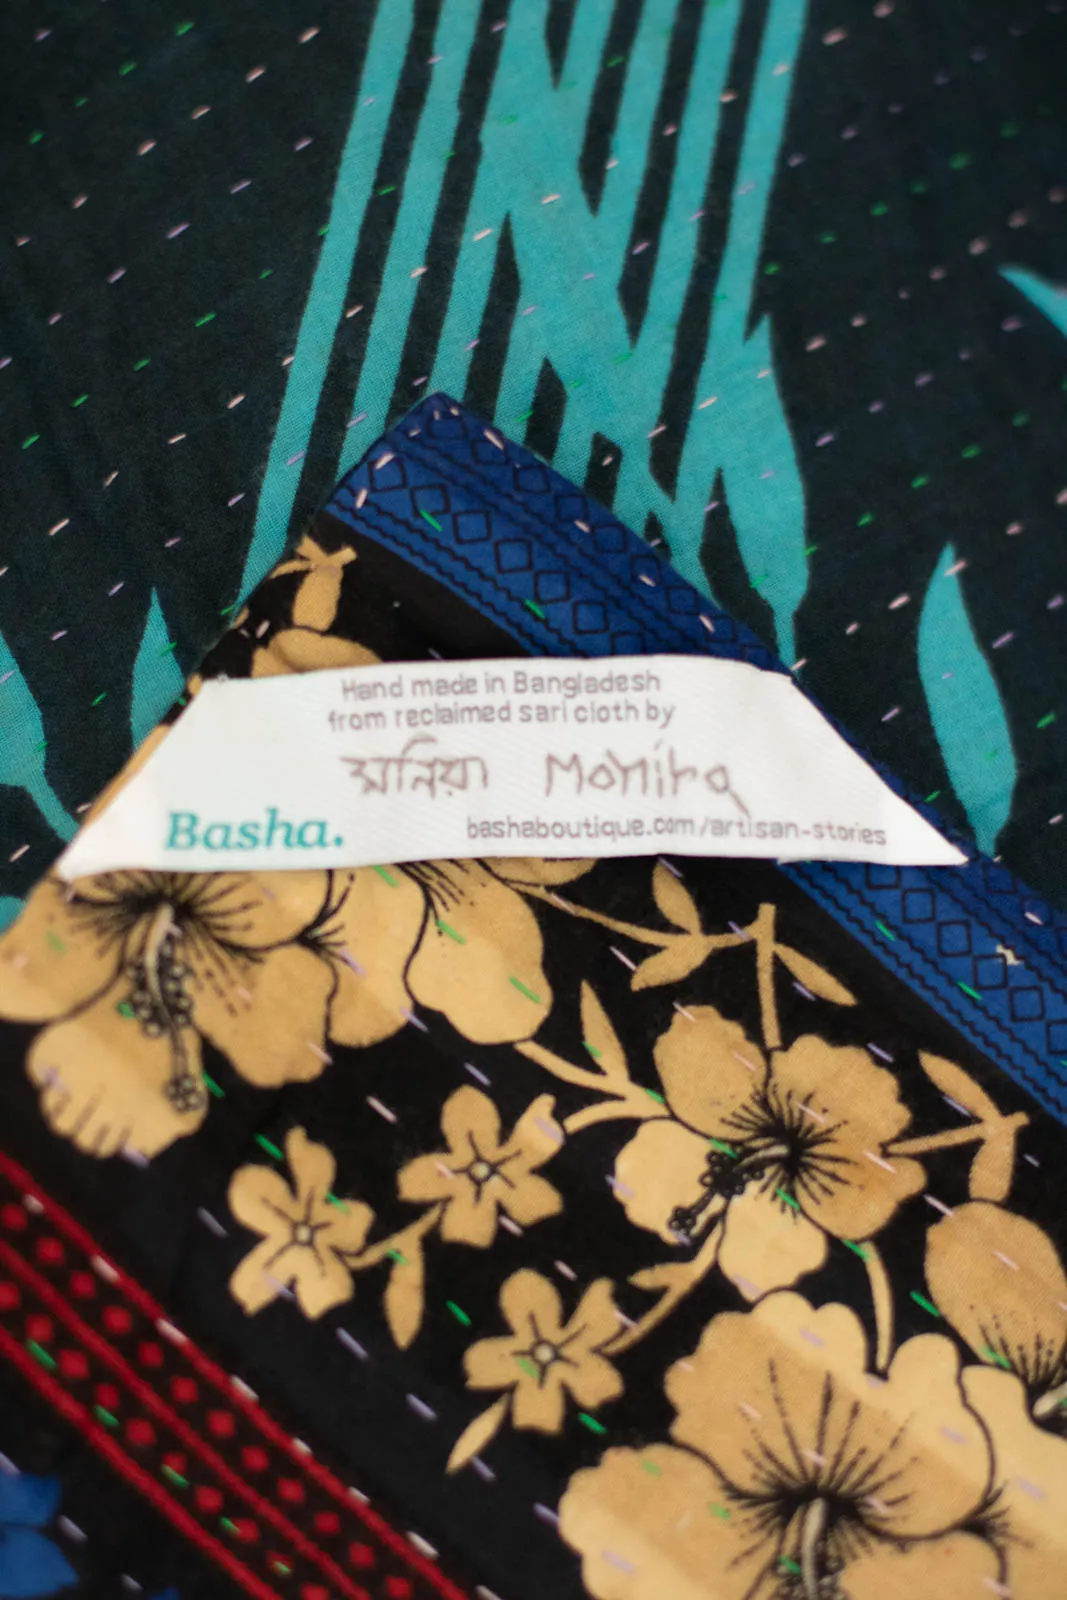 Hand made in Bangladesh
from reclaimed sari cloth by
মনিরা Monira
Basha. bashaboutique.com/artisan-stories